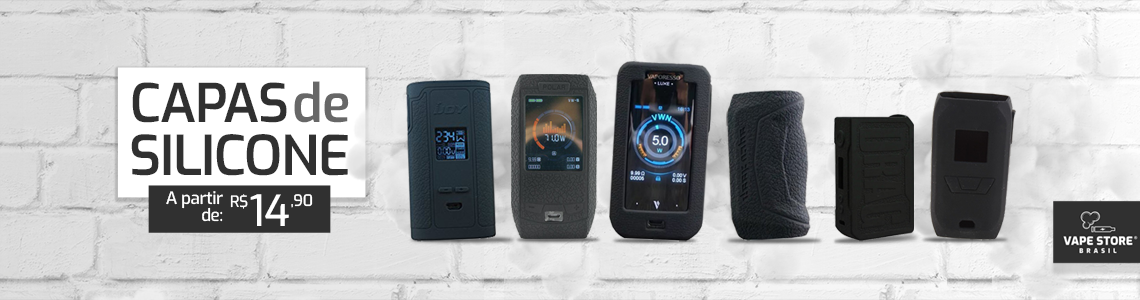 CAPAS de
SILICONE
A partir
de:
R$ 14,90
VAPORESSO
LUXE
VWN
5.0
W
VAPE STORE®
BRASIL